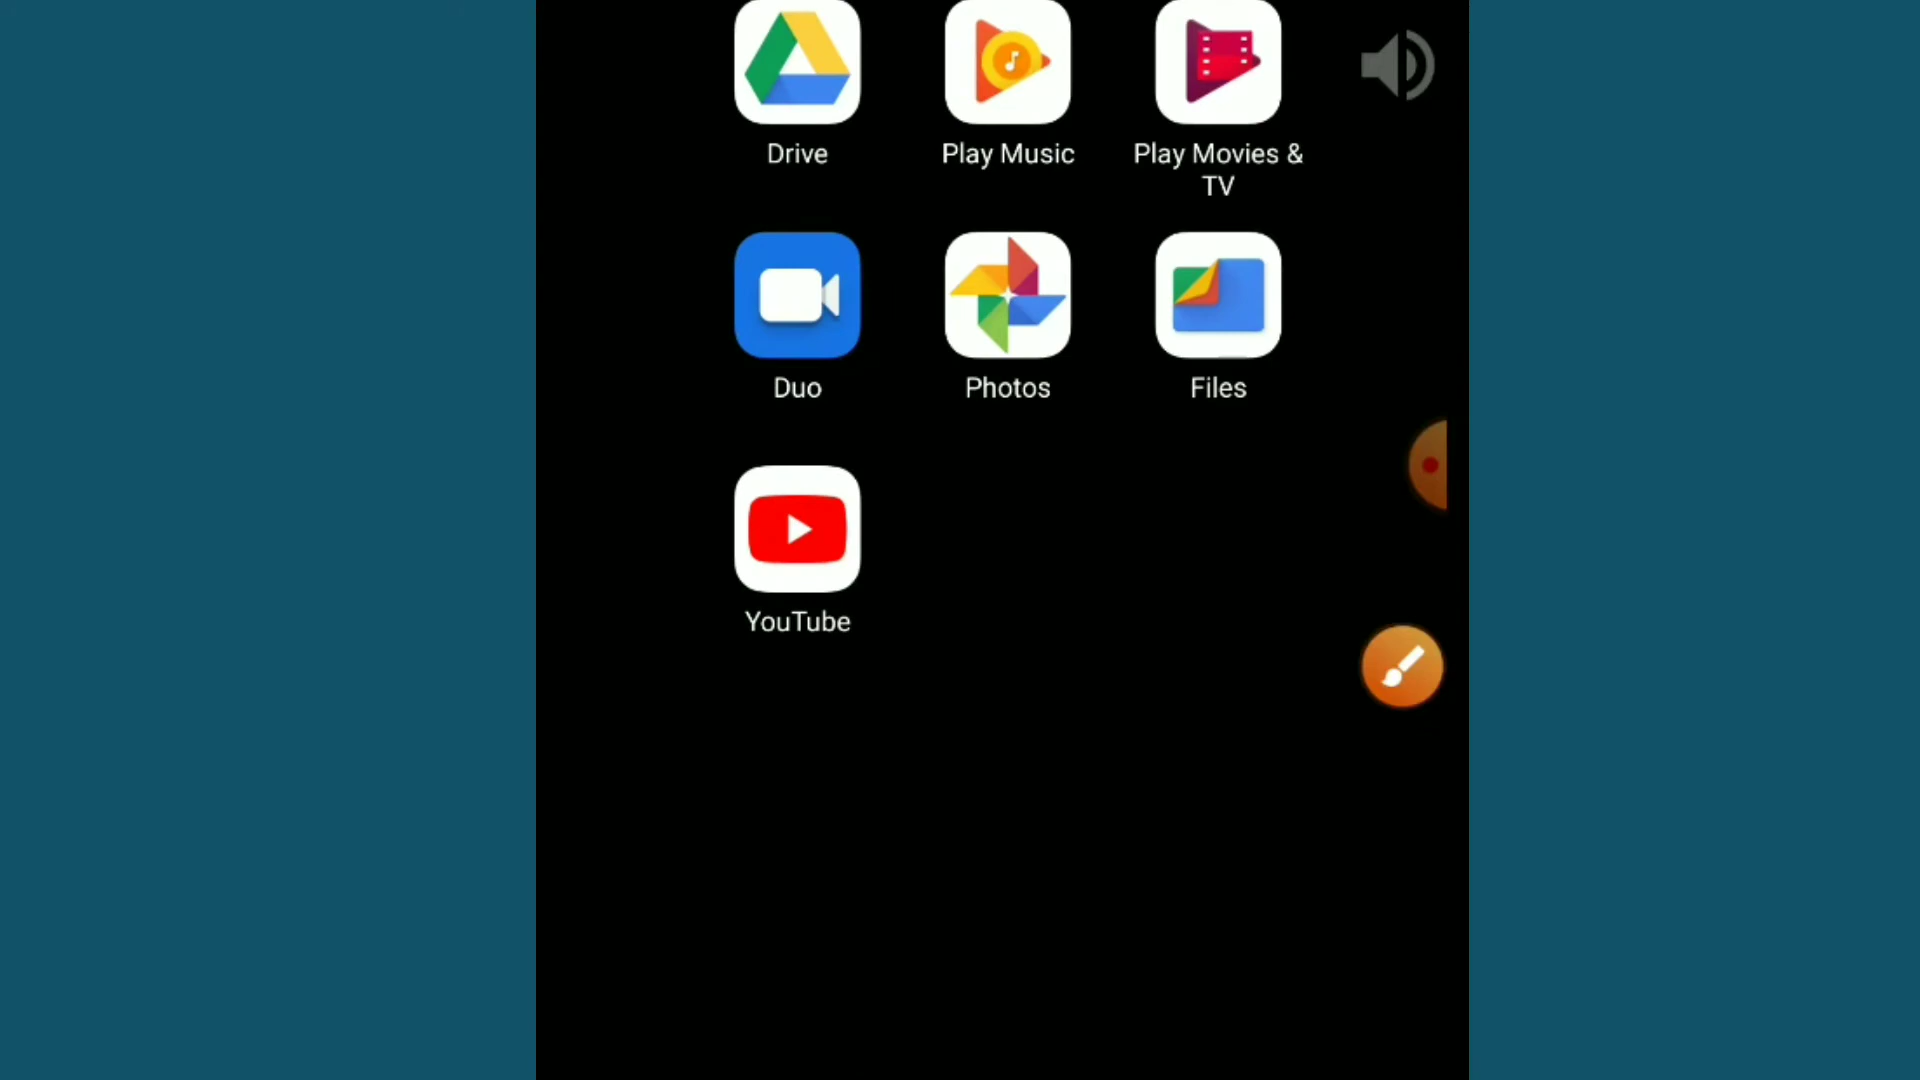 Drive
Play Music
Play Movies &
TV
Duo
Photos
Files
YouTube